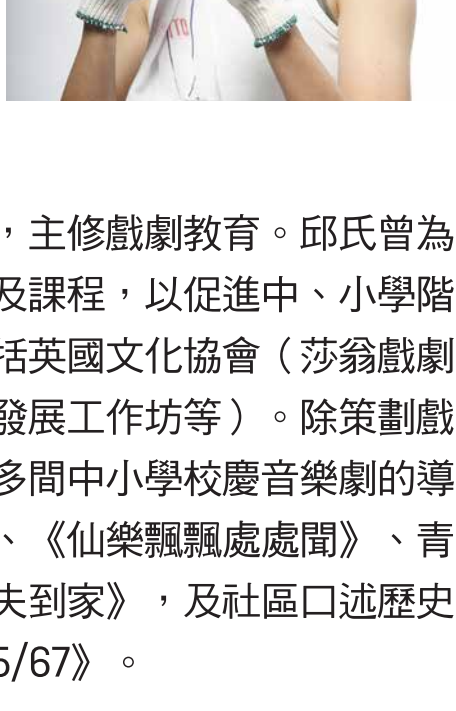 ，主修戲劇教育。邱氏曾為
及課程，以促進中、小學階
括英國文化協會（莎翁戲劇
發展工作坊等）。除策劃戲
多間中小學校慶音樂劇的導
、《仙樂飄飄處處聞》、青
夫到家》，及社區口述歷史
5/67》。